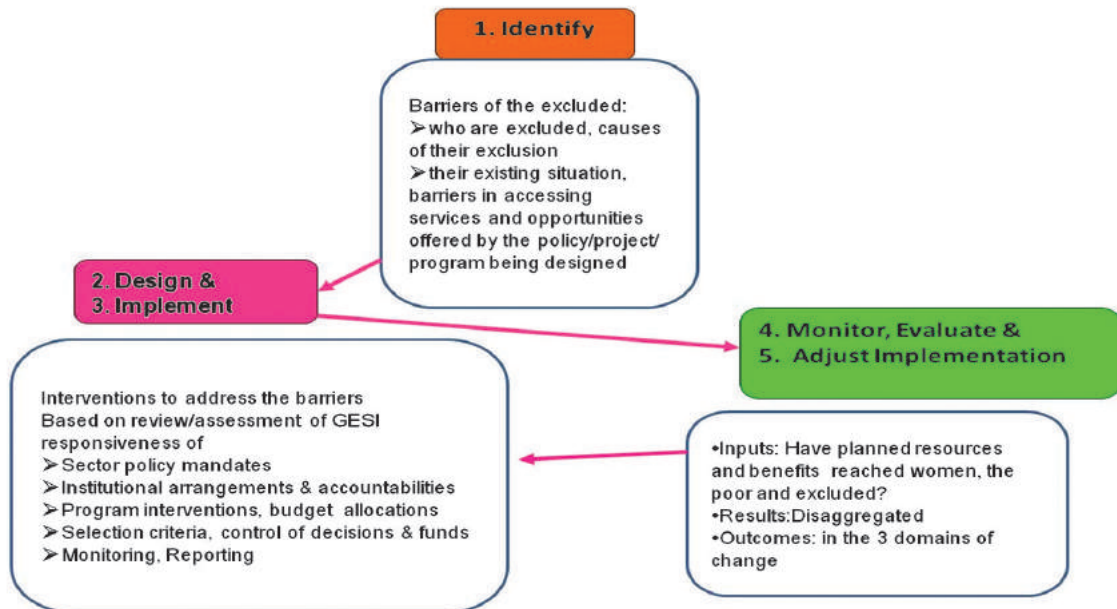 1. Identify
Barriers of the excluded:
➢who are excluded, causes
of their exclusion
➢their existing situation,
barriers in accessing
services and opportunities
offered by the policy/project/
program being designed
2. Design &
3. Implement
Interventions to address the barriers
Based on review/assessment of GESI
responsiveness of
➢Sector policy mandates
➢Institutional arrangements & accountabilities
➢Program interventions, budget allocations
➢Selection criteria, control of decisions & funds
➢Monitoring, Reporting
4. Monitor, Evaluate &
5. Adjust Implementation
•Inputs: Have planned resources
and benefits reached women, the
poor and excluded?
•Results:Disaggregated
•Outcomes: in the 3 domains of
change